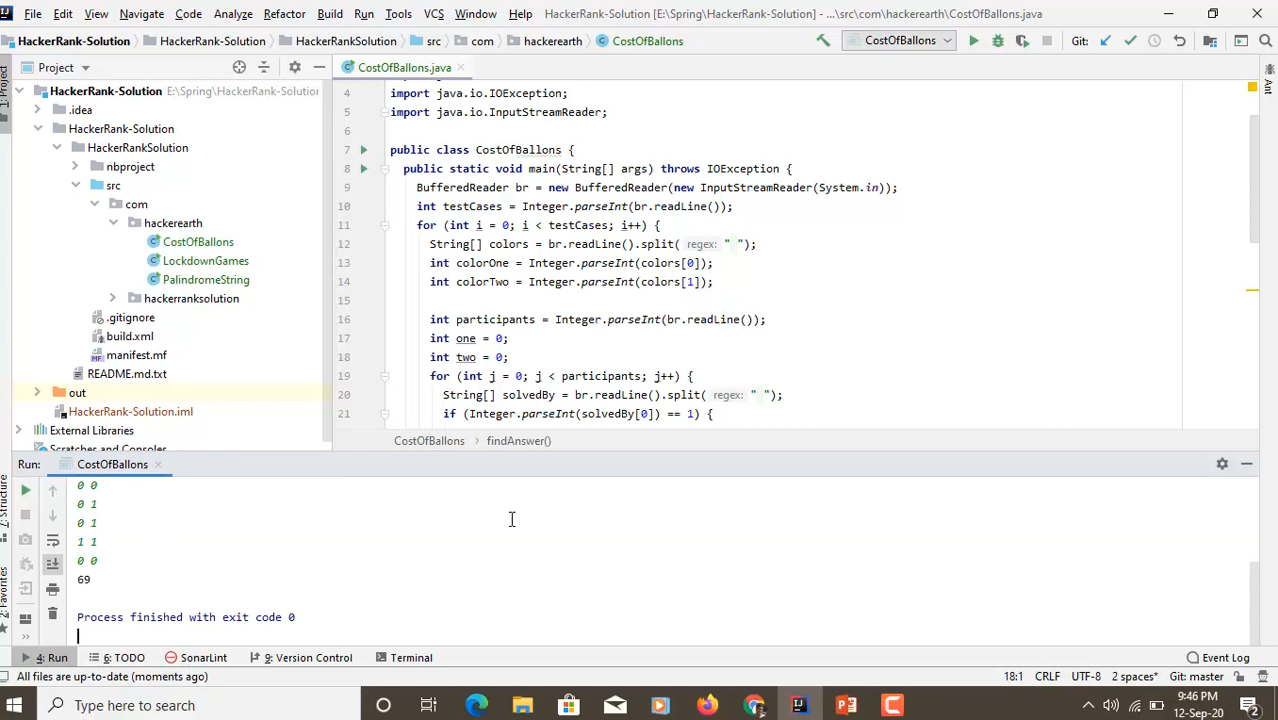 File Edit View Navigate Code Analyze Refactor Build Run Tools VCS Window Help HackerRank-Solution [E:\Spring\HackerRank-Solution] - ...\src\com\hackerearth\CostOfBallons.java
HackerRank-Solution HackerRank-Solution HackerRankSolution src com hackerearth CostOfBallons CostOfBallons Git:
Project
CostOfBallons.java
1: Project
Ant
HackerRank-Solution E:\Spring\HackerRank-Solution
.idea
HackerRank-Solution
HackerRankSolution
nbproject
src
com
hackerearth
CostOfBallons
LockdownGames
PalindromeString
hackerranksolution
.gitignore
build.xml
manifest.mf
README.md.txt
out
HackerRank-Solution.iml
External Libraries
Scratches and Consoles
4 import java.io.IOException;
5 import java.io.InputStreamReader;
6
7 public class CostOfBallons {
8 public static void main(String[] args) throws IOException {
9 BufferedReader br = new BufferedReader(new InputStreamReader(System.in));
10 int testCases = Integer.parseInt(br.readLine());
11 for (int i = 0; i < testCases; i++) {
12 String[] colors = br.readLine().split( regex: " ");
13 int colorOne = Integer.parseInt(colors[0]);
14 int colorTwo = Integer.parseInt(colors[1]);
15
16 int participants = Integer.parseInt(br.readLine());
17 int one = 0;
18 int two = 0;
19 for (int j = 0; j < participants; j++) {
20 String[] solvedBy = br.readLine().split( regex: " ");
21 if (Integer.parseInt(solvedBy[0]) == 1) {
CostOfBallons › findAnswer()
Run: CostOfBallons
7: Structure
2: Favorites
0 0
0 1
0 1
1 1
0 0
69
Process finished with exit code 0
4: Run 6: TODO SonarLint 9: Version Control Terminal Event Log
All files are up-to-date (moments ago) 18:1 CRLF UTF-8 2 spaces* Git: master
Type here to search
9:46 PM
12-Sep-20
2